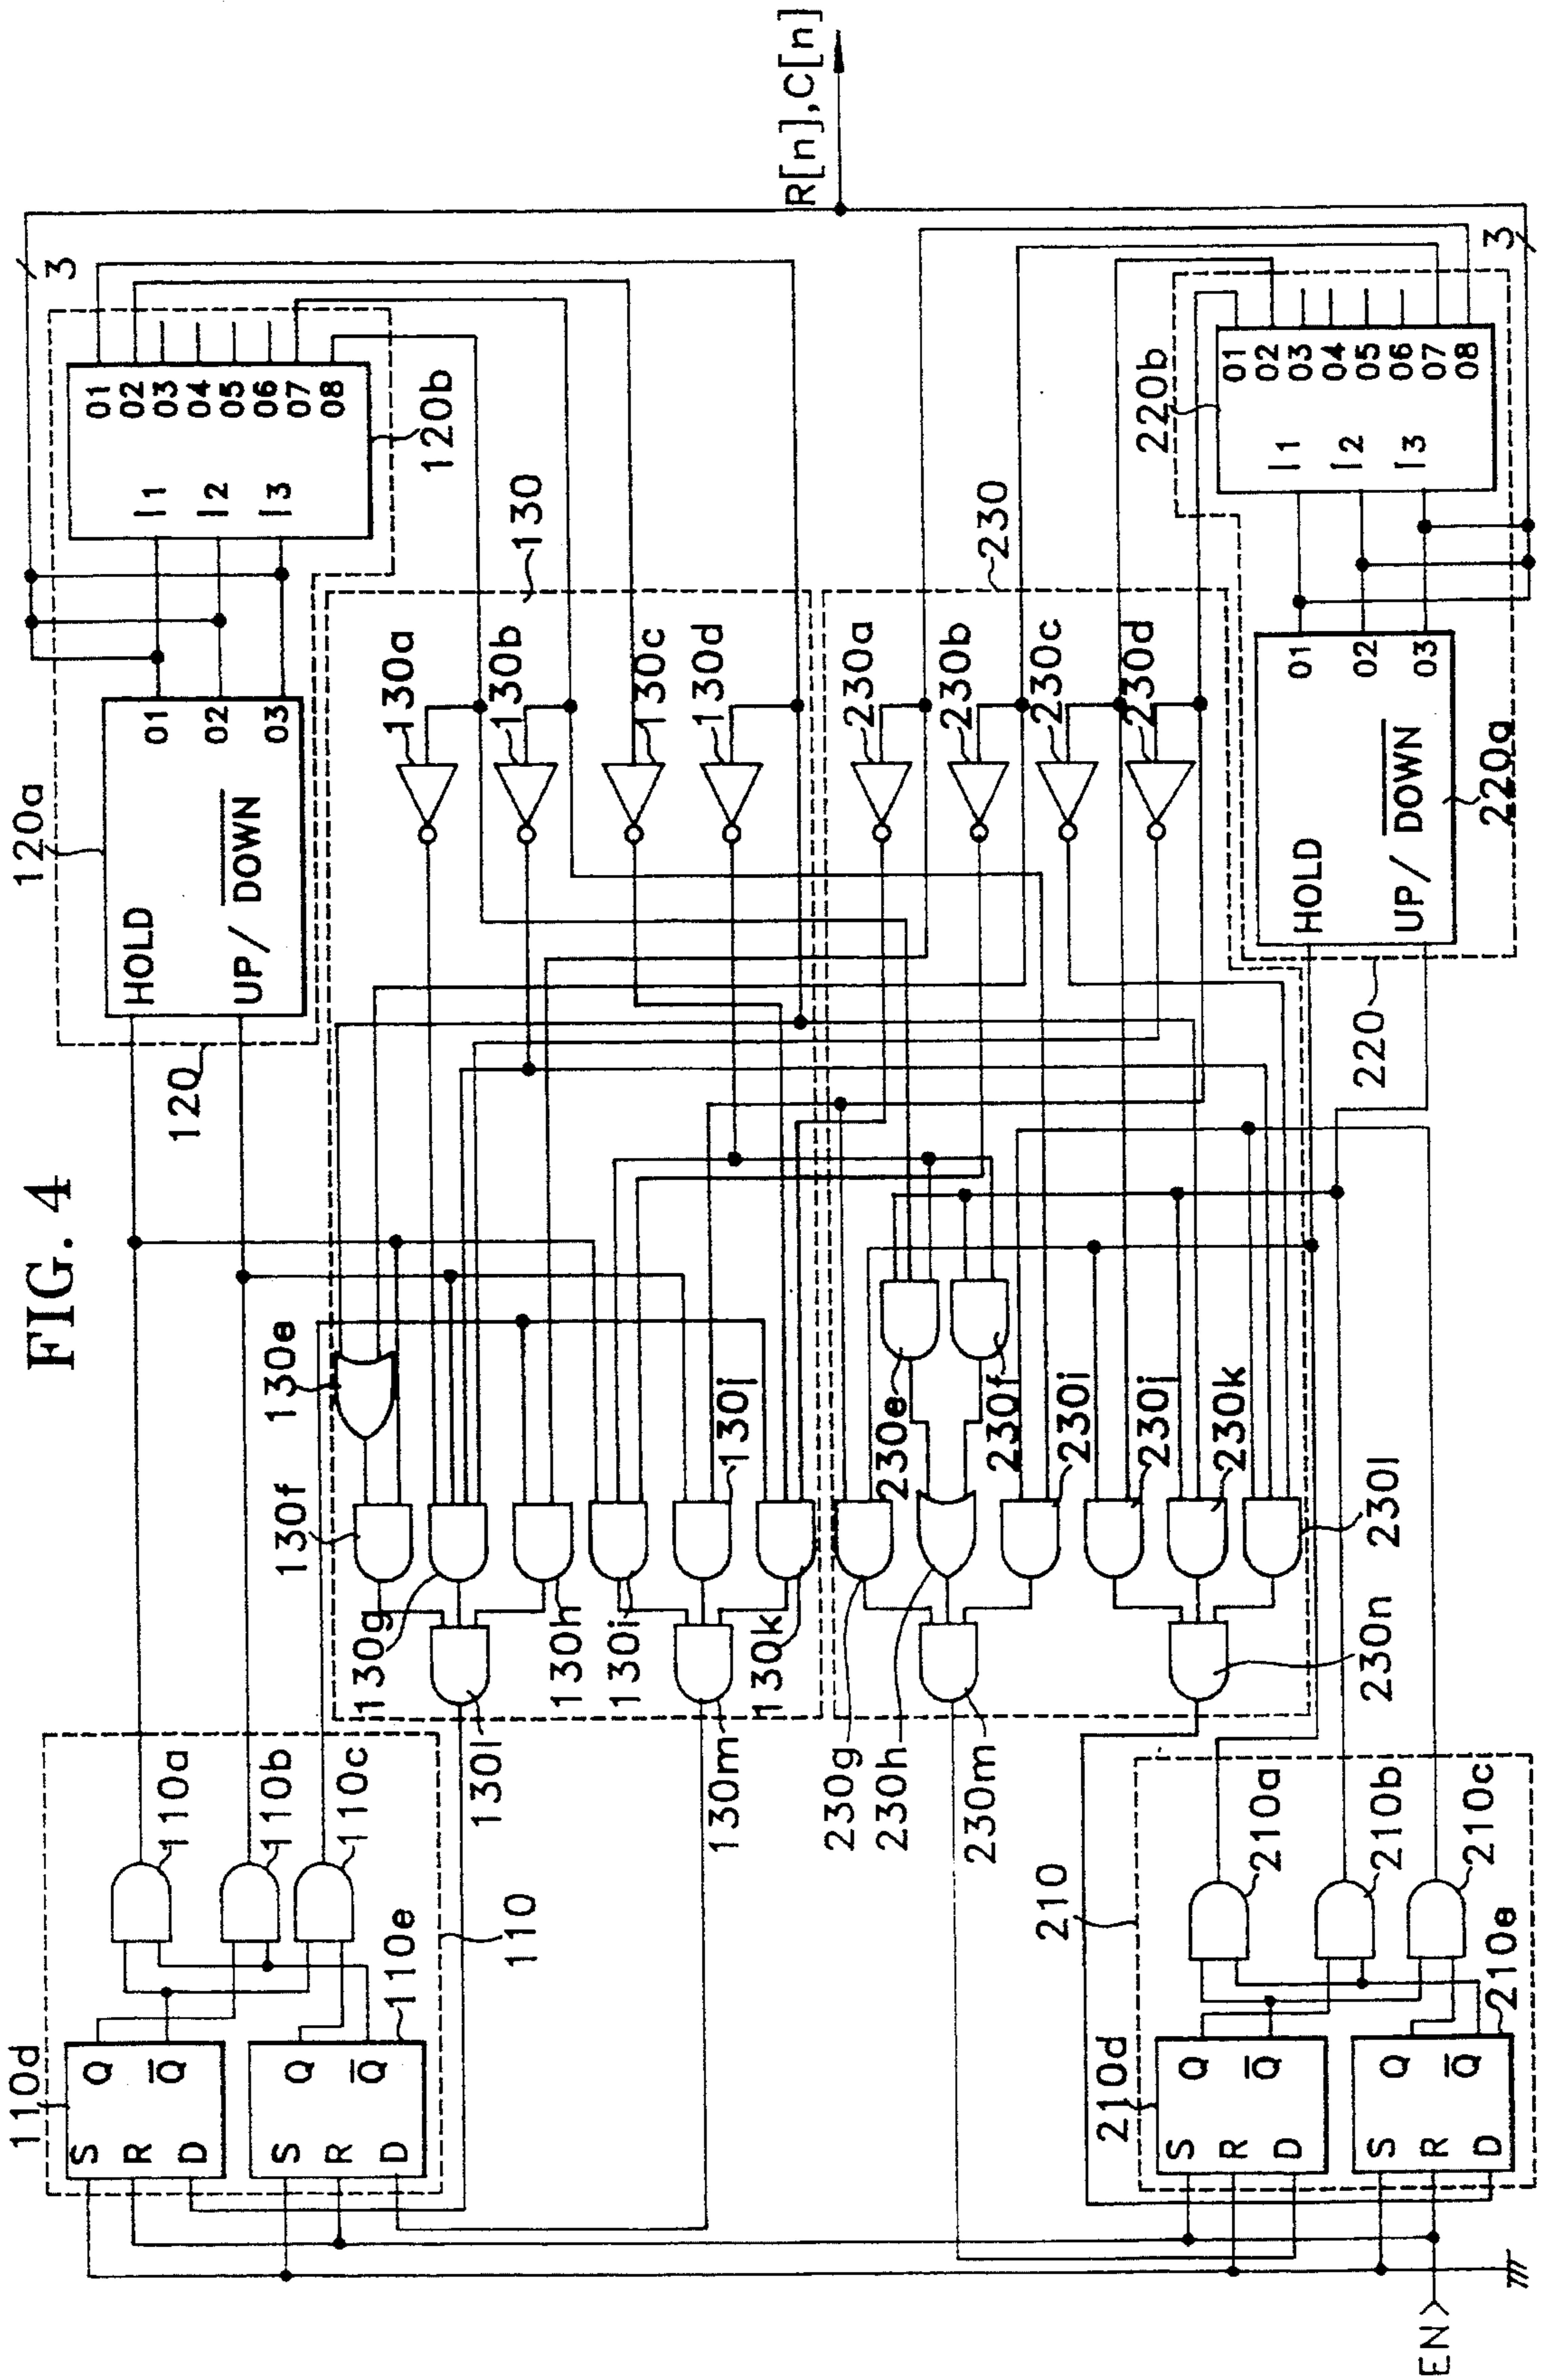 FIG. 4
R[n],C[n]
3
01
02
03
04
05
06
07
08
I1
I2
I3
120b
120a
01
02
03
HOLD
UP/DOWN
120
130
130a
130b
130c
130d
230
230a
230b
230c
230d
3
220b
01
02
03
04
05
06
07
08
I1
I2
I3
01
02
03
HOLD
UP/DOWN
220a
220
130e
130f
130g
130h
130i
130j
130k
130l
130m
230e
230f
230g
230h
230i
230j
230k
230l
230m
230n
110a
110b
110c
110d
110e
110
Q
Q
S
R
D
Q
Q
S
R
D
210
210a
210b
210c
210d
210e
Q
Q
S
R
D
Q
Q
S
R
D
EN